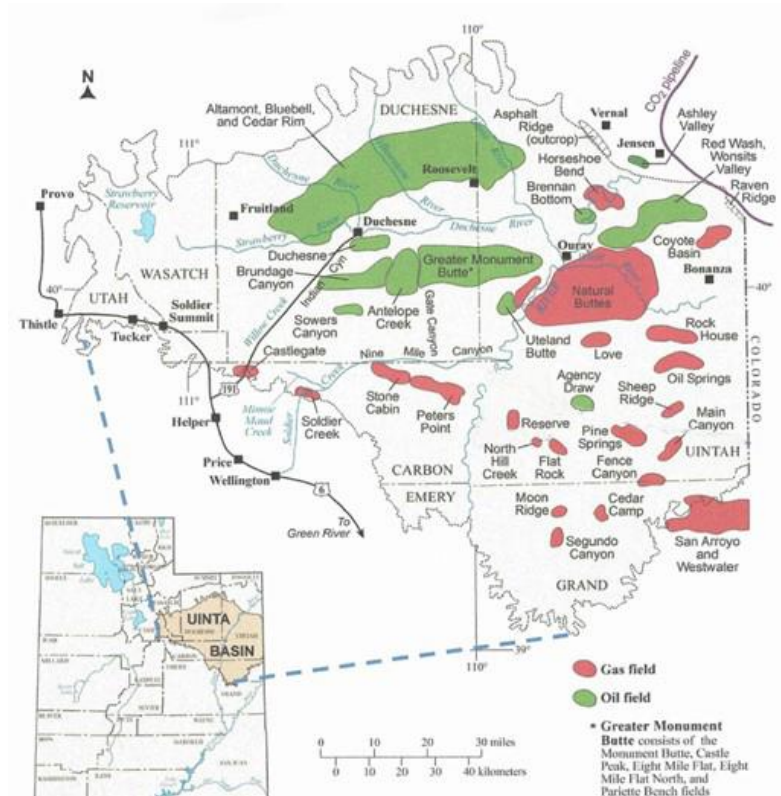 110°
N
Altamont, Bluebell,
and Cedar Rim
DUCHESNE
Asphalt
Ridge
(outcrop)
Vernal
CO2 pipeline
Jensen
Ashley
Valley
Red Wash,
Wonsits
Valley
Raven
Ridge
111°
Horseshoe
Bend
Brennan
Bottom
Roosevelt
Provo
Strawberry
Reservoir
Fruitland
Duchesne
River
River
Duchesne
River
Strawberry
River
Duchesne
Duchesne
Ouray
Coyote
Basin
Bonanza
WASATCH
Brundage
Canyon
Indian Cyn
Greater Monument
Butte*
Natural
Buttes
40°
40°
UTAH
Soldier
Summit
Thistle
Tucker
Sowers
Canyon
Antelope
Creek
Gate Canyon
Uteland
Butte
Willow Creek
Rock
House
Love
Castlegate
Nine Mile Canyon
Creek
Oil Springs
COLORADO
111°
191
Minnie
Maud
Creek
Soldier
Soldier
Creek
Stone
Cabin
Peters
Point
Agency
Draw
Sheep
Ridge
Main
Canyon
Helper
Reserve
Pine
Springs
UINTAH
North
Hill
Creek
Flat
Rock
Fence
Canyon
Price
Wellington
CARBON
EMERY
6
To
Green River
Moon
Ridge
Cedar
Camp
Segundo
Canyon
San Arroyo
and
Westwater
GRAND
110°
39°
UINTA
BASIN
Gas field
Oil field
* Greater Monument
Butte consists of the
Monument Butte, Castle
Peak, Eight Mile Flat, Eight
Mile Flat North, and
Pariette Bench fields
0 10 20 30 miles
0 10 20 30 40 kilometers